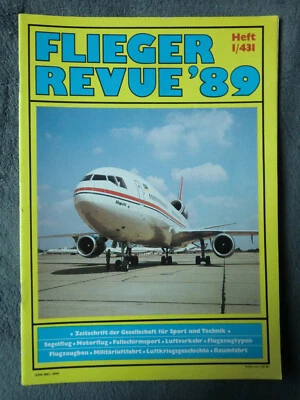 FLIEGER
REVUE '89
Heft
1/431
• Zeitschrift der Gesellschaft für Sport und Technik •
Segelflug • Motorflug • Fallschirmsport • Luftverkehr • Flugzeugtypen
Flugzeugbau • Militärluftfahrt • Luftkriegsgeschichte • Raumfahrt